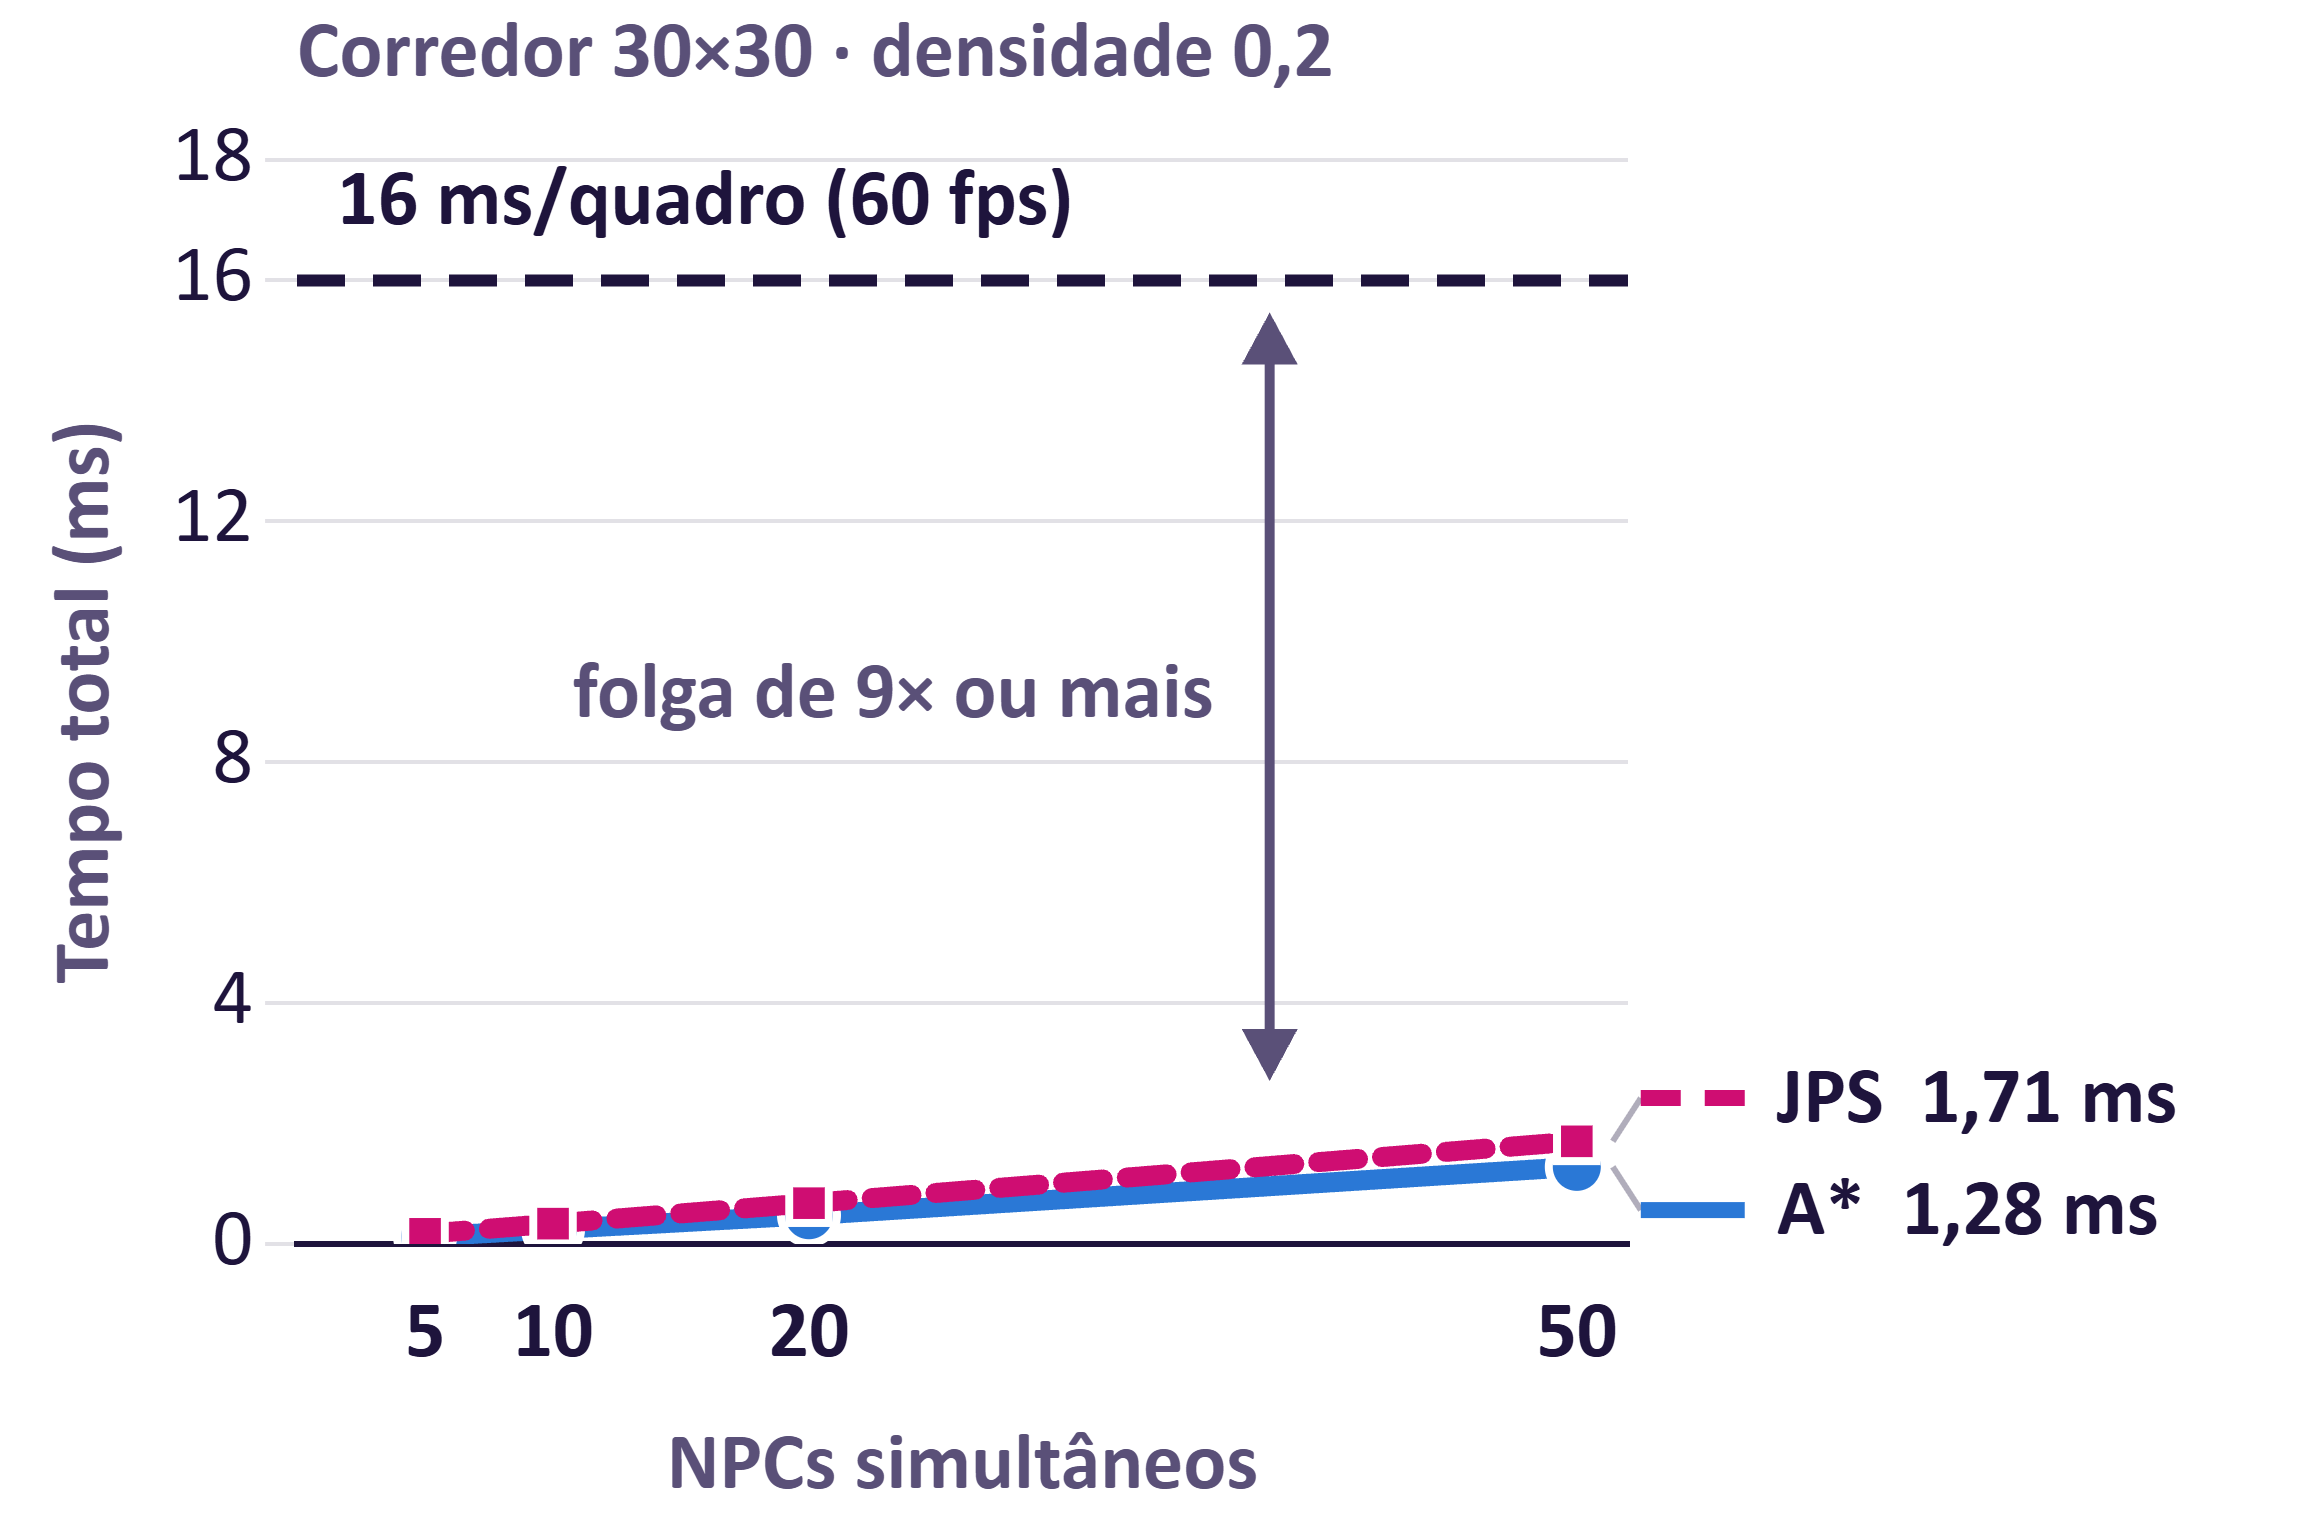 Corredor 30×30 · densidade 0,2
18
16 ms/quadro (60 fps)
16
12
Tempo total (ms)
folga de 9× ou mais
8
4
JPS 1,71 ms
A* 1,28 ms
0
5 10 20 50
NPCs simultâneos